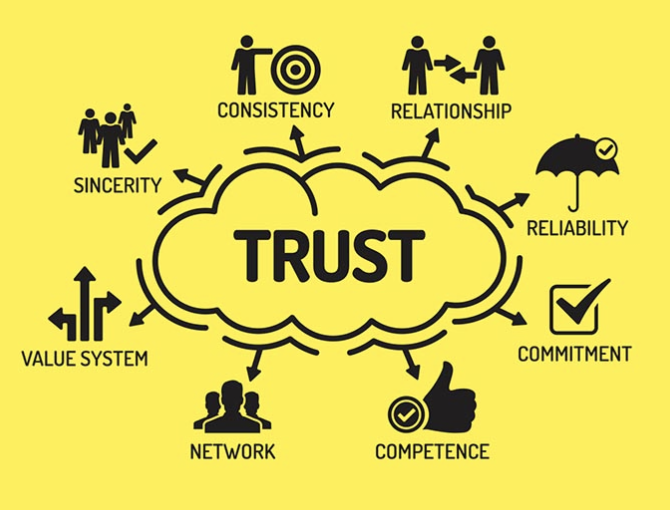 CONSISTENCY
RELATIONSHIP
SINCERITY
RELIABILITY
TRUST
VALUE SYSTEM
COMMITMENT
NETWORK
COMPETENCE